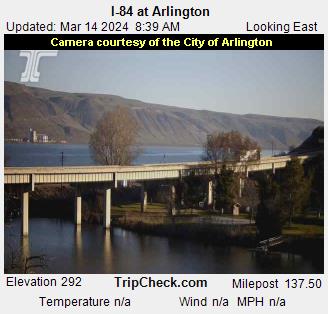 I-84 at Arlington
Updated: Mar 14 2024 8:39 AM Looking East
Camera courtesy of the City of Arlington
Elevation 292 TripCheck.com Milepost 137.50
Temperature n/a Wind n/a MPH n/a